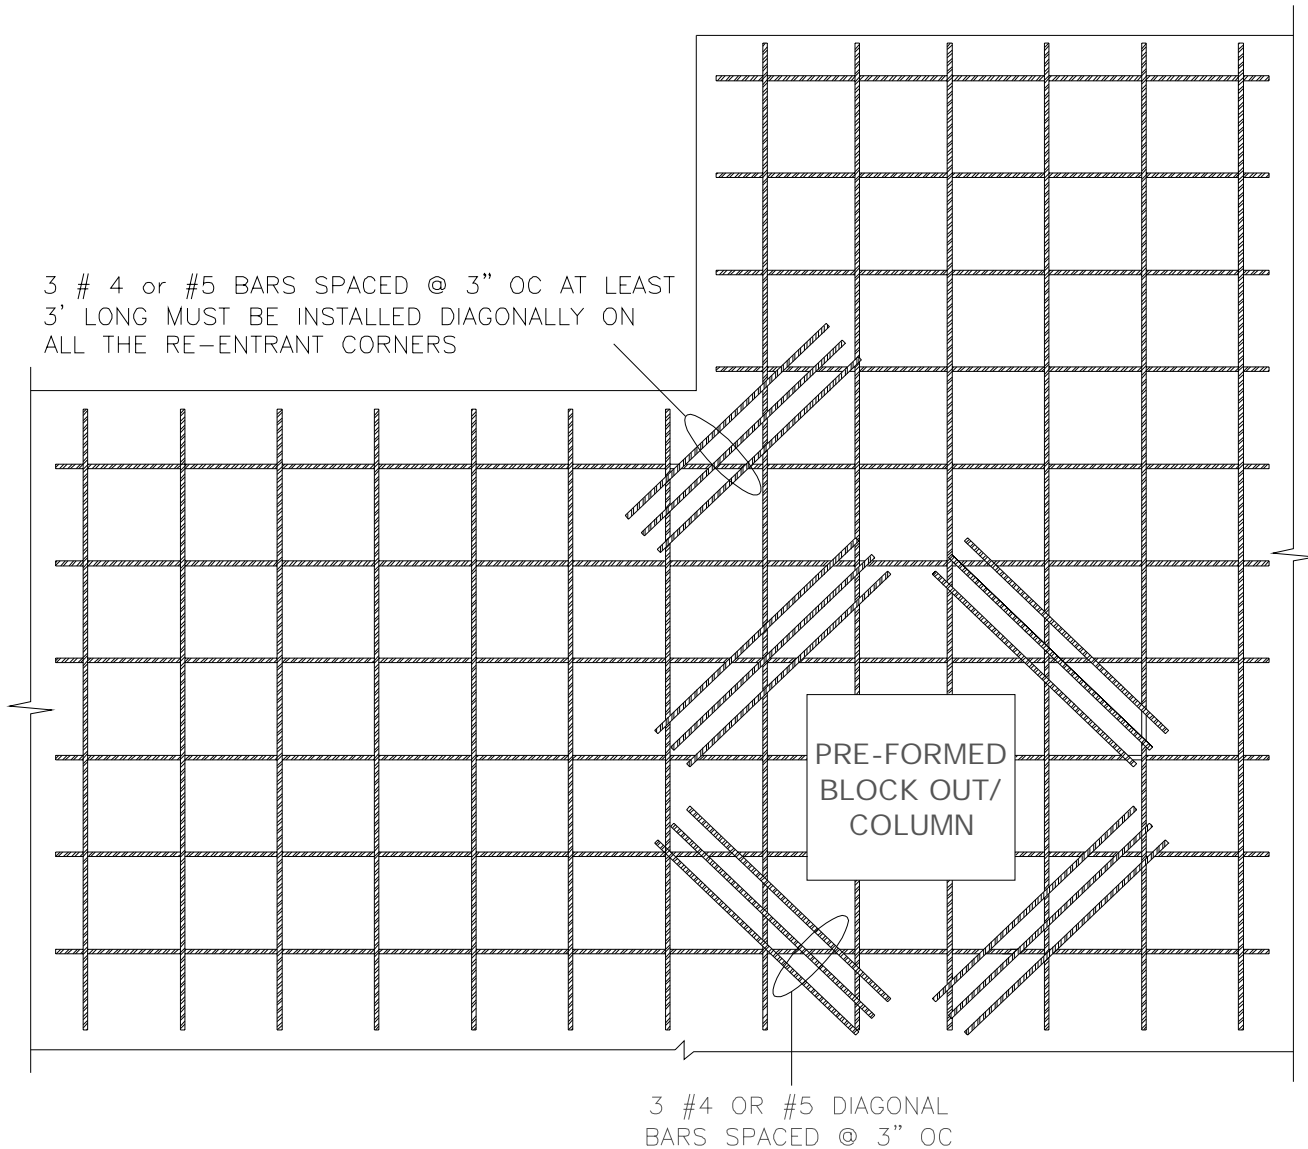 3 # 4 or #5 BARS SPACED @ 3" OC AT LEAST
3' LONG MUST BE INSTALLED DIAGONALLY ON
ALL THE RE-ENTRANT CORNERS
PRE-FORMED
BLOCK OUT/
COLUMN
3 #4 OR #5 DIAGONAL
BARS SPACED @ 3" OC